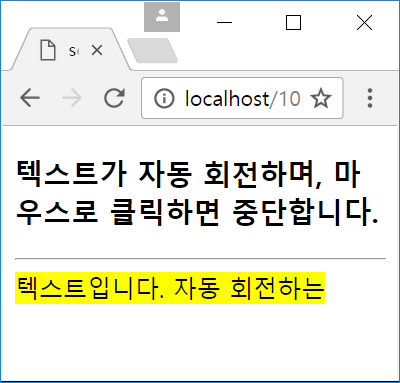 localhost/10
텍스트가 자동 회전하며, 마
우스로 클릭하면 중단합니다.
텍스트입니다. 자동 회전하는